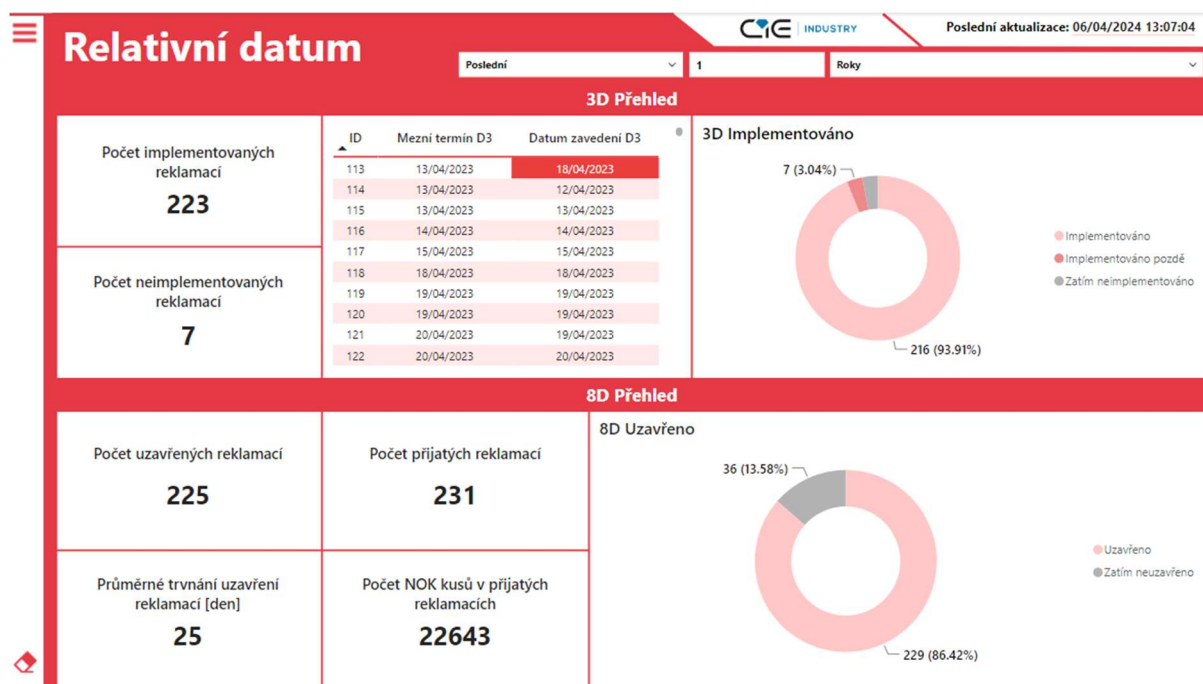 Relativní datum
INDUSTRY
Poslední aktualizace: 06/04/2024 13:07:04
Poslední
1
Roky
3D Přehled
Počet implementovaných
reklamací
223
Počet neimplementovaných
reklamací
7
ID Mezní termín D3 Datum zavedení D3
113 13/04/2023 18/04/2023
114 13/04/2023 12/04/2023
115 13/04/2023 13/04/2023
116 14/04/2023 14/04/2023
117 15/04/2023 15/04/2023
118 18/04/2023 18/04/2023
119 19/04/2023 19/04/2023
120 19/04/2023 19/04/2023
121 20/04/2023 19/04/2023
122 20/04/2023 20/04/2023
3D Implementováno
7 (3.04%)
216 (93.91%)
Implementováno
Implementováno pozdě
Zatím neimplementováno
8D Přehled
Počet uzavřených reklamací
225
Počet přijatých reklamací
231
Průměrné trvnání uzavření
reklamací [den]
25
Počet NOK kusů v přijatých
reklamacích
22643
8D Uzavřeno
36 (13.58%)
229 (86.42%)
Uzavřeno
Zatím neuzavřeno